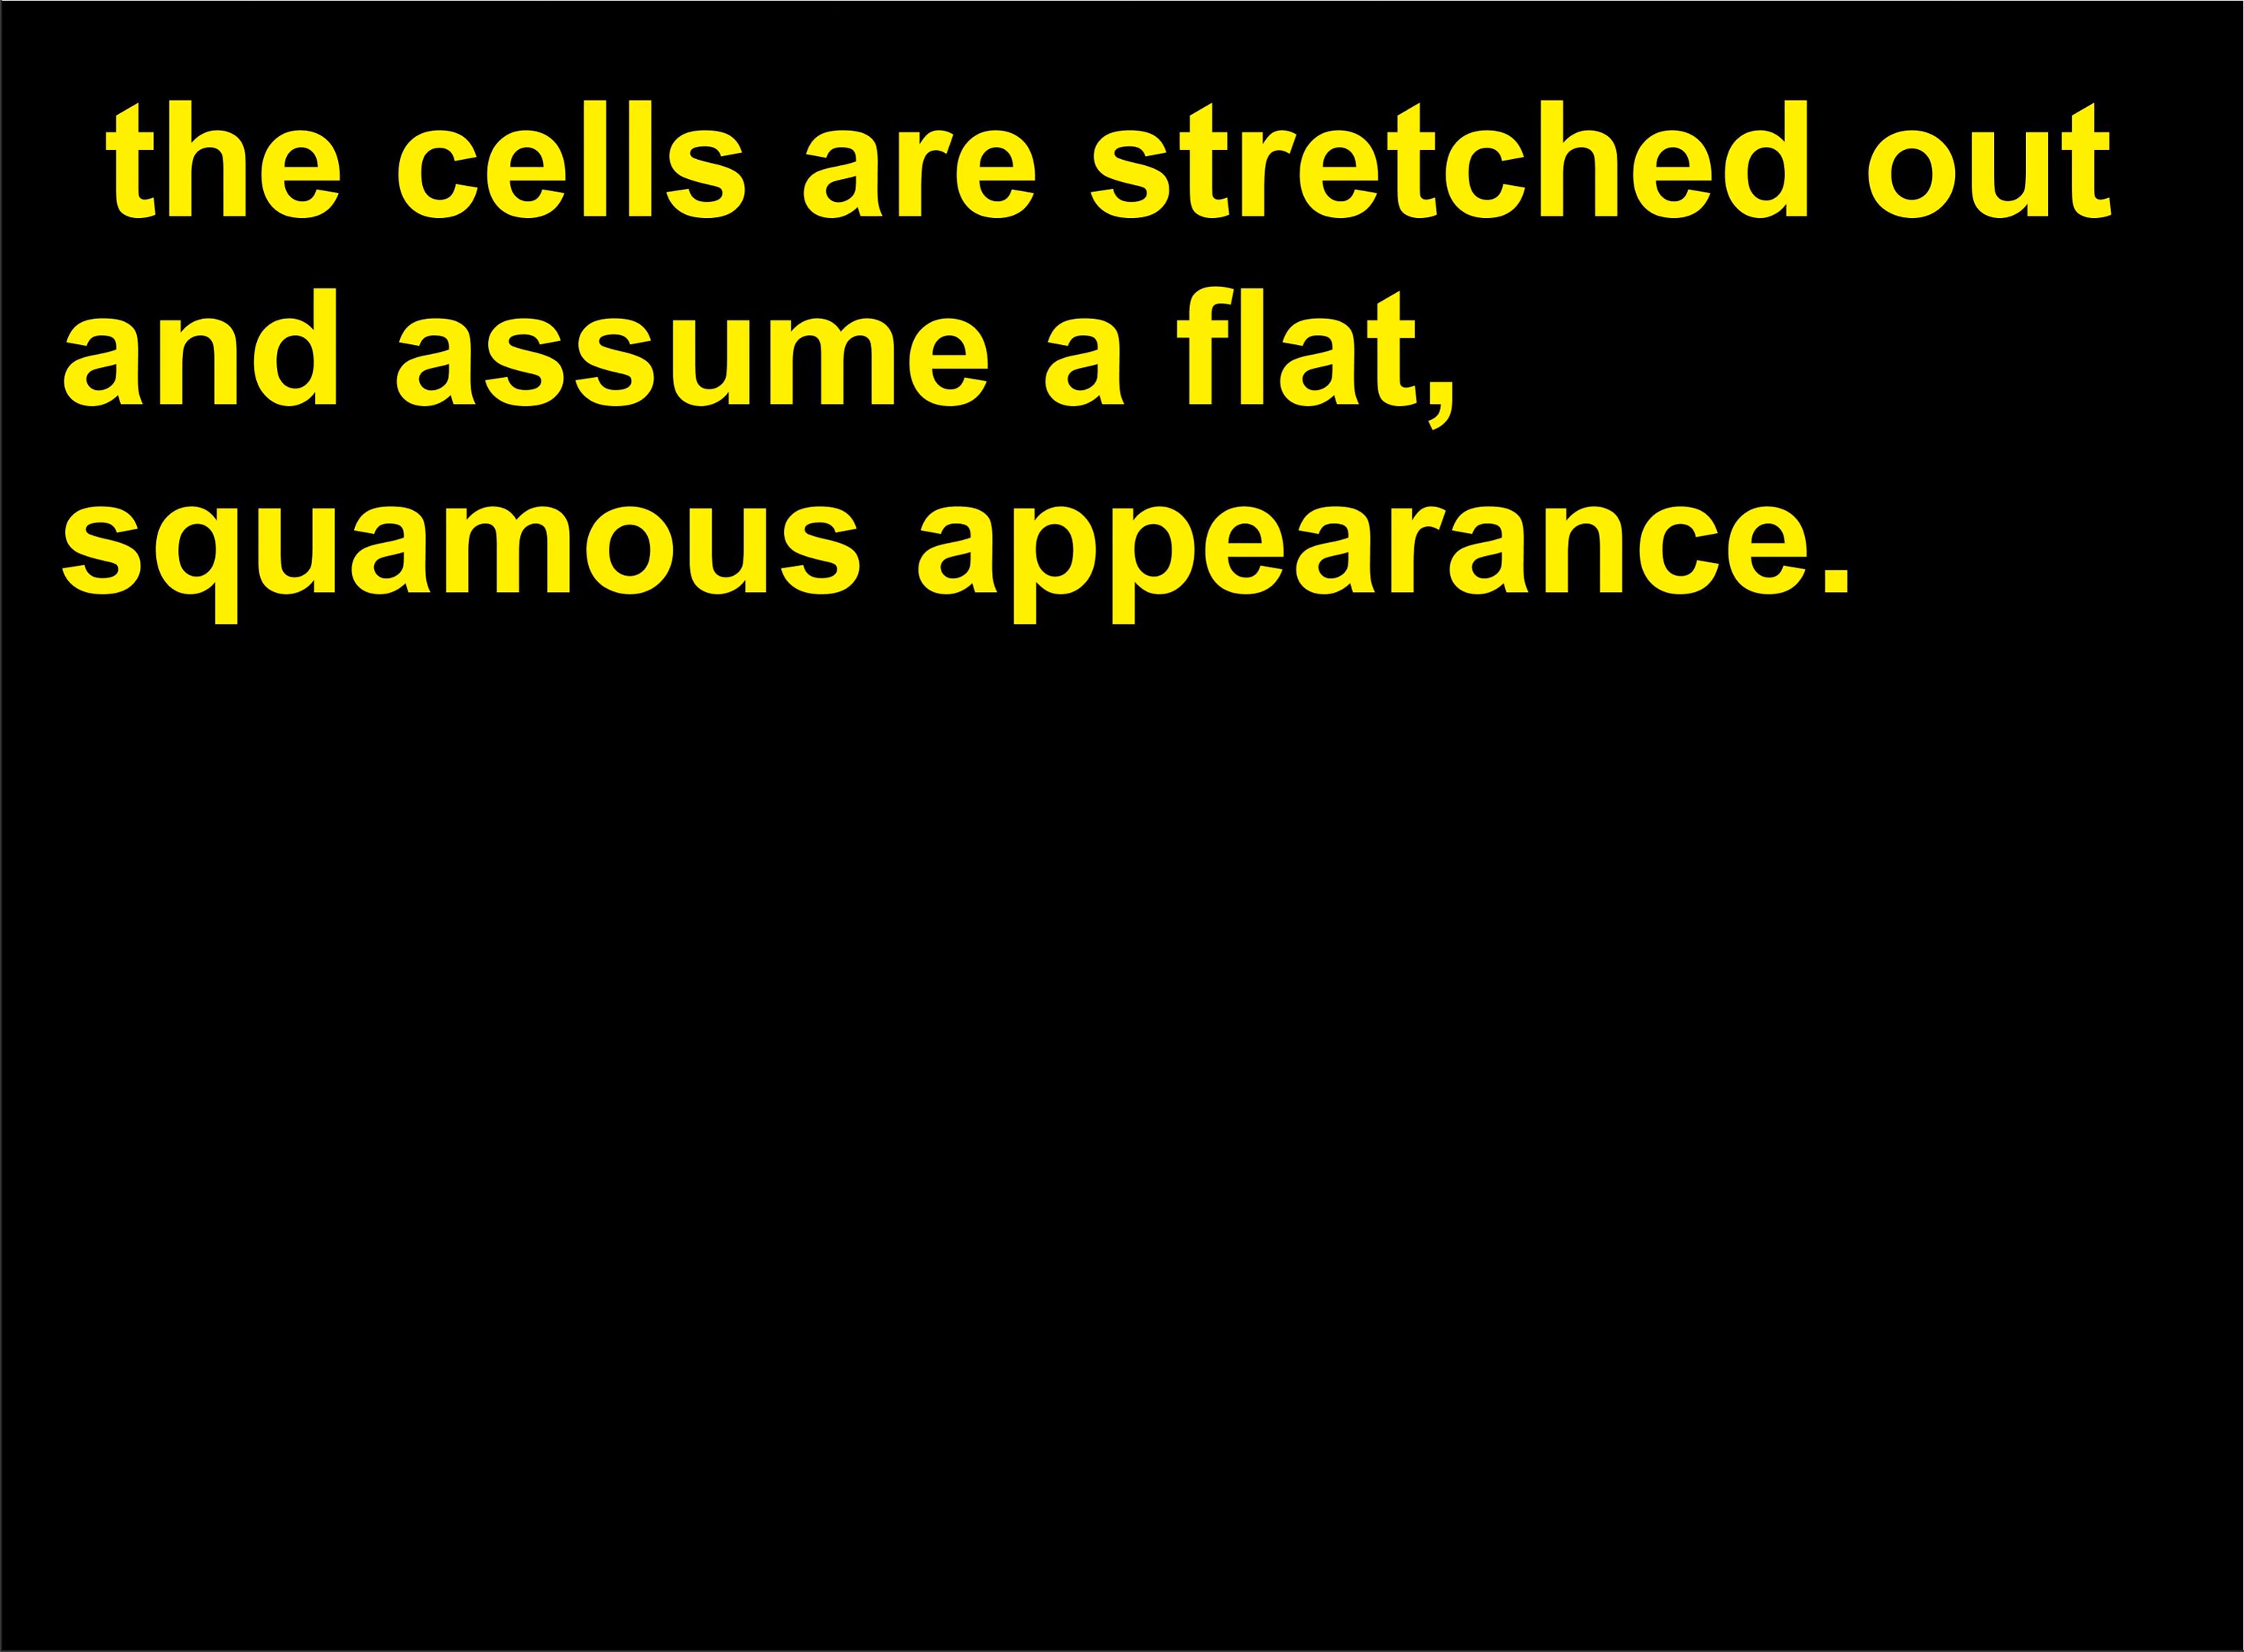 the cells are stretched out
and assume a flat,
squamous appearance.